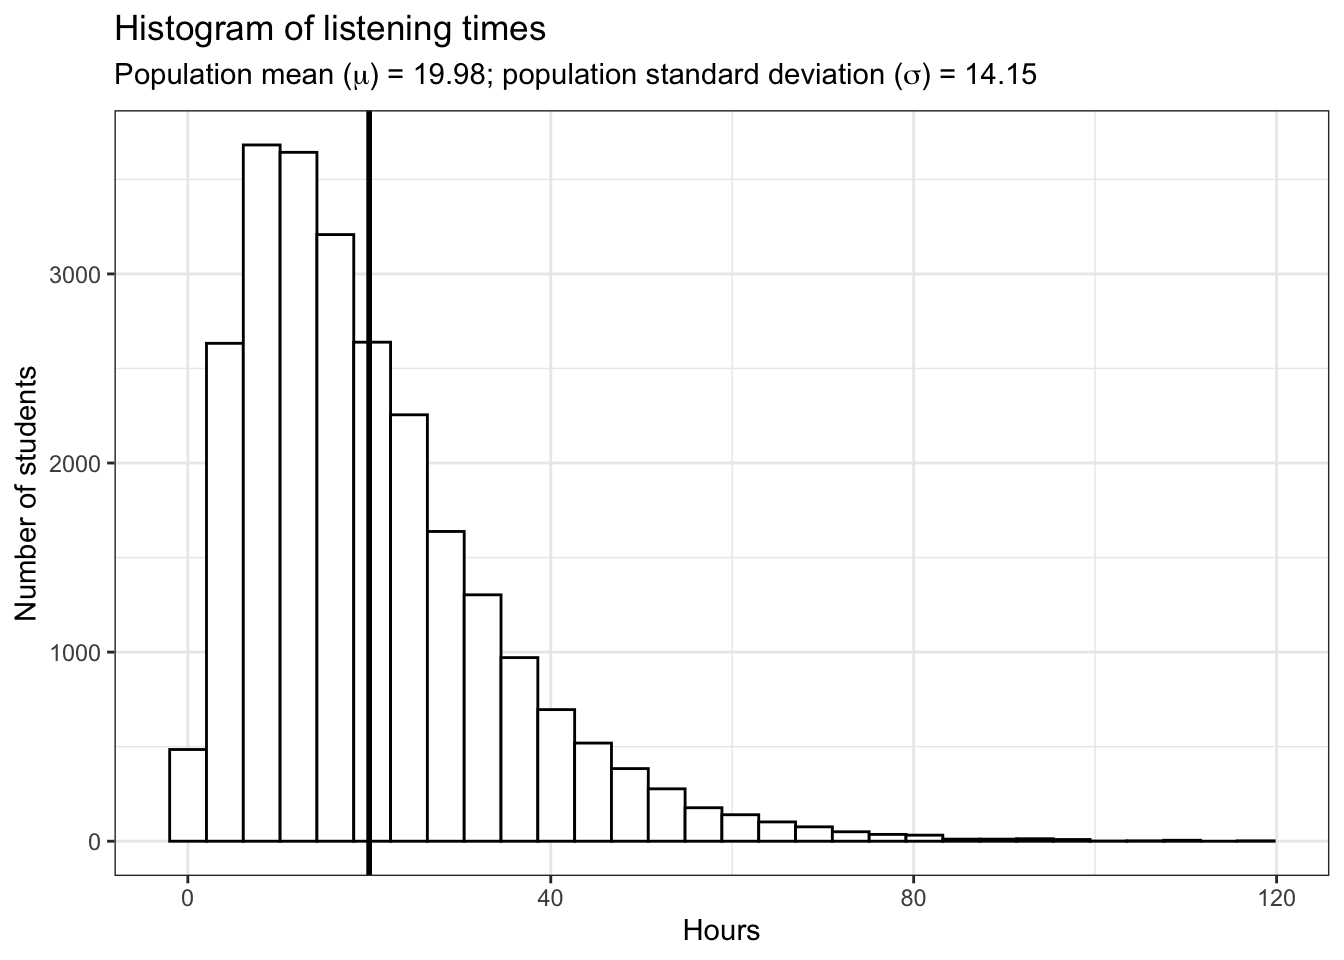 Histogram of listening times
Population mean (μ) = 19.98; population standard deviation (σ) = 14.15
Number of students
3000
2000
1000
0
0 40 80 120
Hours